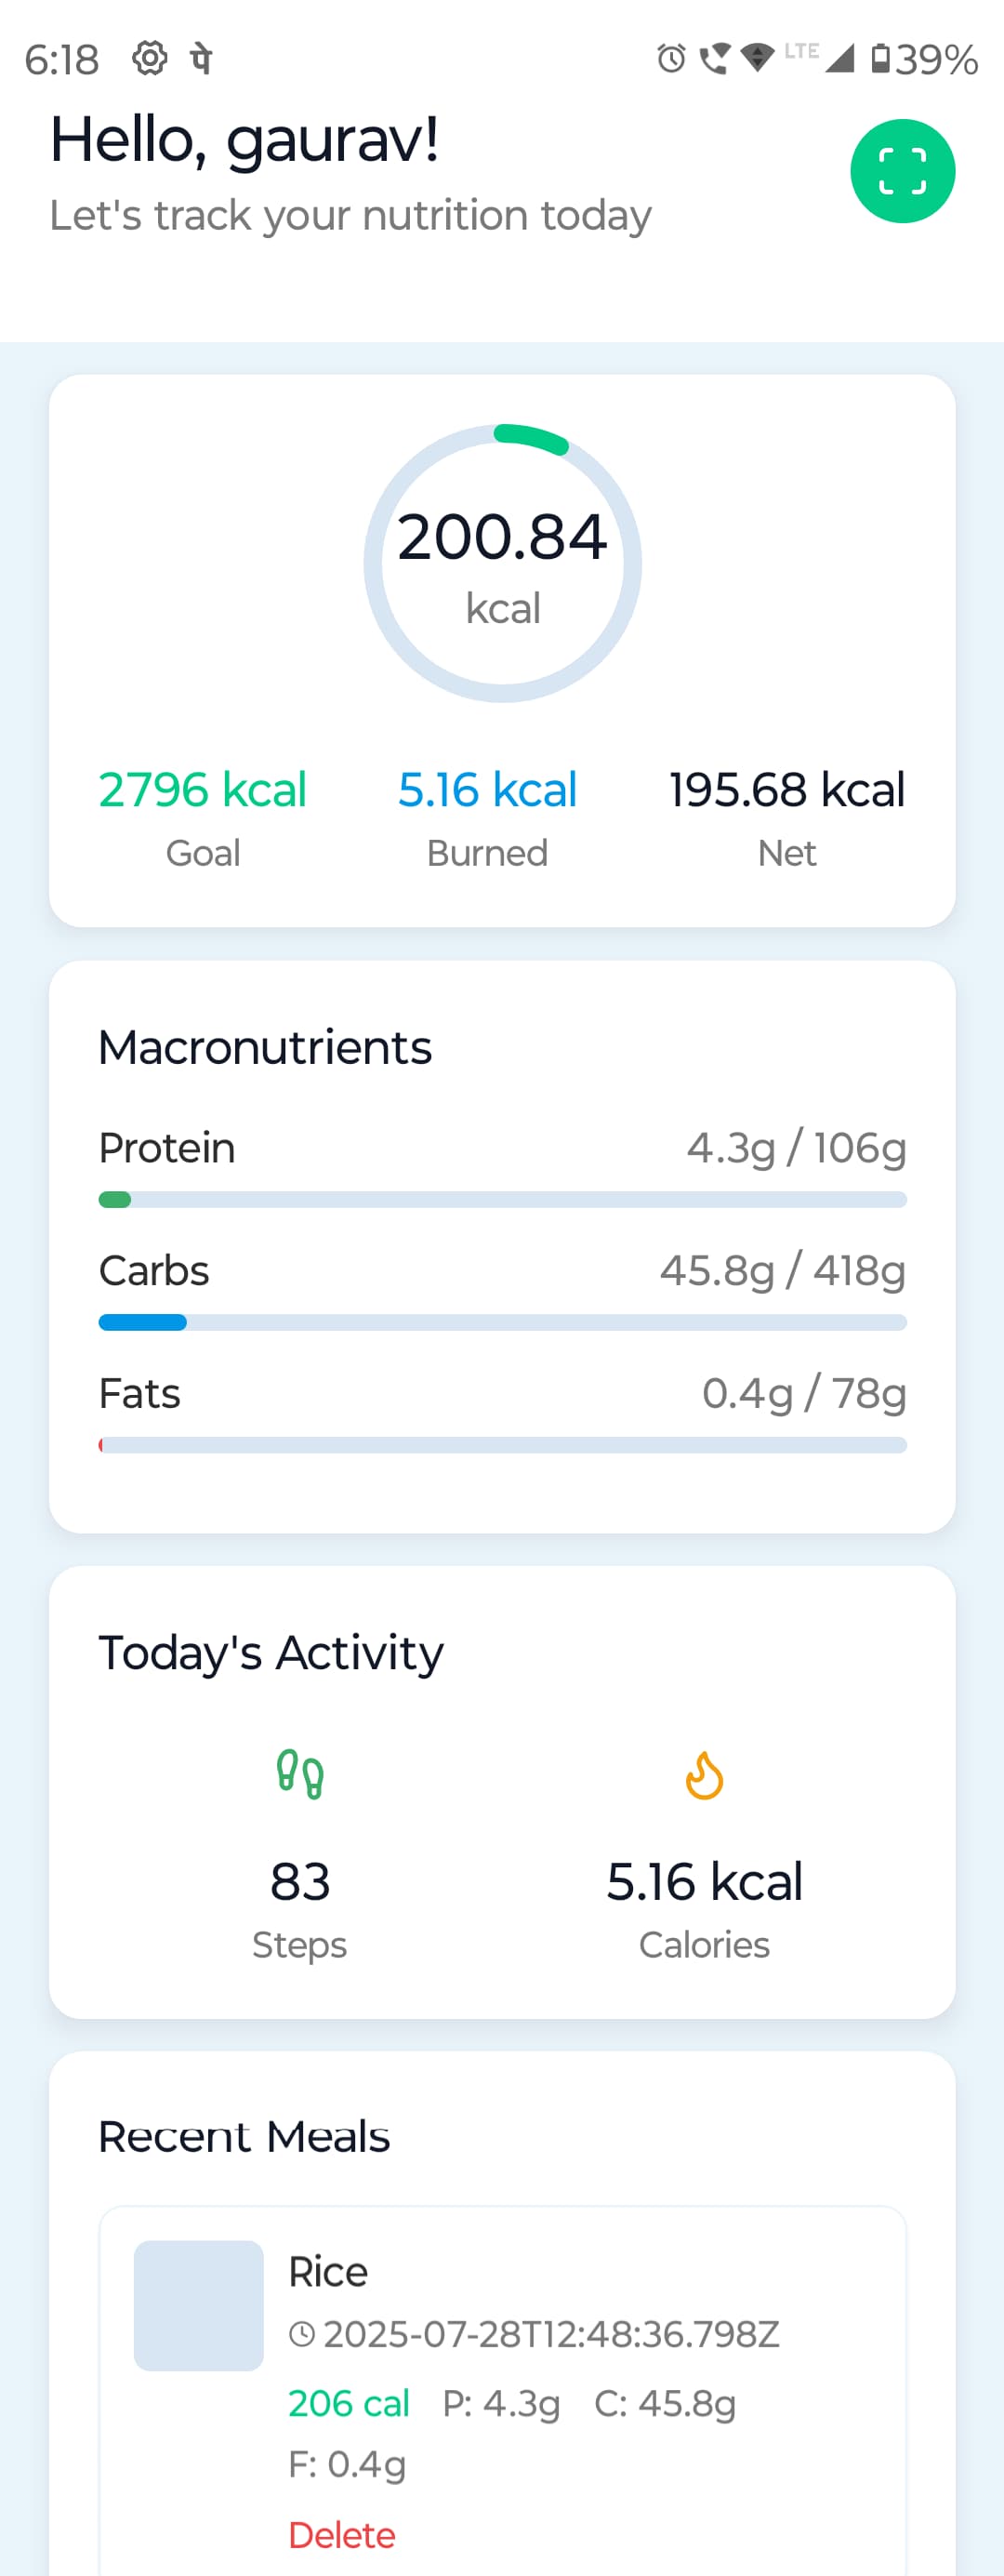 6:18 पे LTE 39%
Hello, gaurav!
Let's track your nutrition today
200.84
kcal
2796 kcal 5.16 kcal 195.68 kcal
Goal Burned Net
Macronutrients
Protein 4.3g / 106g
Carbs 45.8g / 418g
Fats 0.4g / 78g
Today's Activity
83 5.16 kcal
Steps Calories
Recent Meals
Rice
2025-07-28T12:48:36.798Z
206 cal P: 4.3g C: 45.8g
F: 0.4g
Delete